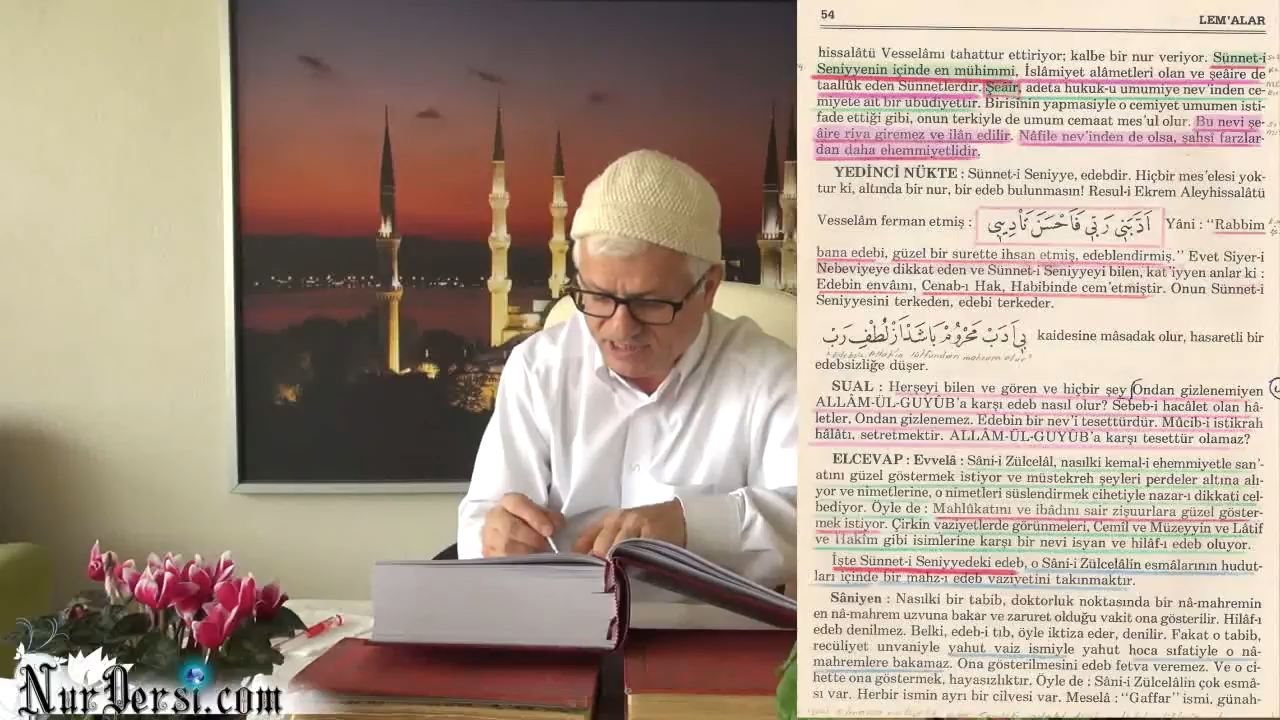 54
LEM'ALAR
hissalâtü Vesselâmı tahattur ettiriyor; kalbe bir nur veriyor. Sünnet-i
Seniyyenin içinde en mühimmi, İslâmiyet alâmetleri olan ve şeâire de
taallûk eden Sünnetlerdir. Şeair, adeta hukuk-u umumiye nev'inden ce-
miyete ait bir ubûdiyettir. Birisinin yapmasiyle o cemiyet umumen isti-
fade ettiği gibi, onun terkiyle de umum cemaat mes'ul olur. Bu nevi şe-
âire riya giremez ve ilân edilir. Nâfile nev'inden de olsa, şahsî farzlar-
dan daha ehemmiyetlidir.
YEDİNCİ NÜKTE : Sünnet-i Seniyye, edebdir. Hiçbir mes'elesi yok-
tur ki, altında bir nur, bir edeb bulunmasın! Resul-i Ekrem Aleyhissalâtü
Vesselâm ferman etmiş : اَدَّبَنِي رَبِّي فَاَحْسَنَ تَأْدِيبِي Yâni : "Rabbim
bana edebi, güzel bir surette ihsan etmiş, edeblendirmiş." Evet Siyer-i
Nebeviyeye dikkat eden ve Sünnet-i Seniyyeyi bilen, kat'iyyen anlar ki :
Edebin envâını, Cenab-ı Hak, Habibinde cem'etmiştir. Onun Sünnet-i
Seniyyesini terkeden, edebi terkeder.
بِي اَدَبْ مَحْرُومْ بَاشَدْ اَزْ لُطْفِ رَبْ kaidesine mâsadak olur, hasaretli bir
edebsizliğe düşer.
SUAL : Herşeyi bilen ve gören ve hiçbir şey Ondan gizlenemiyen
ALLÂM-ÜL-GUYÛB'a karşı edeb nasıl olur? Sebeb-i hacâlet olan hâ-
letler, Ondan gizlenemez. Edebin bir nev'i tesettürdür. Mûcib-i istikrah
hâlâtı, setretmektir. ALLÂM-ÜL-GUYÛB'a karşı tesettür olamaz?
ELCEVAP : Evvelâ : Sâni-i Zülcelâl, nasılki kemal-i ehemmiyetle san'-
atını güzel göstermek istiyor ve müstekreh şeyleri perdeler altına alı-
yor ve nimetlerine, o nimetleri süslendirmek cihetiyle nazar-ı dikkati cel-
bediyor. Öyle de : Mahlûkatını ve ibâdını sair zişuurlara güzel göster-
mek istiyor. Çirkin vaziyetlerde görünmeleri, Cemîl ve Müzeyyin ve Lâtif
ve Hakîm gibi isimlerine karşı bir nevi isyan ve hilâf-ı edeb oluyor.
İşte Sünnet-i Seniyyedeki edeb, o Sâni-i Zülcelâlin esmâlarının hudut-
ları içinde bir mahz-ı edeb vaziyetini takınmaktır.
Sâniyen : Nasılki bir tabib, doktorluk noktasında bir nâ-mahremin
en nâ-mahrem uzvuna bakar ve zaruret olduğu vakit ona gösterilir. Hilâf-ı
edeb denilmez. Belki, edeb-i tıb, öyle iktiza eder, denilir. Fakat o tabib,
recüliyet unvaniyle yahut vaiz ismiyle yahut hoca sıfatiyle o nâ-
mahremlere bakamaz. Ona gösterilmesini edeb fetva veremez. Ve o ci-
hette ona göstermek, hayasızlıktır. Öyle de : Sâni-i Zülcelâlin çok esmâ-
sı var. Herbir ismin ayrı bir cilvesi var. Meselâ : "Gaffar" ismi, günah-
NurDersi.com